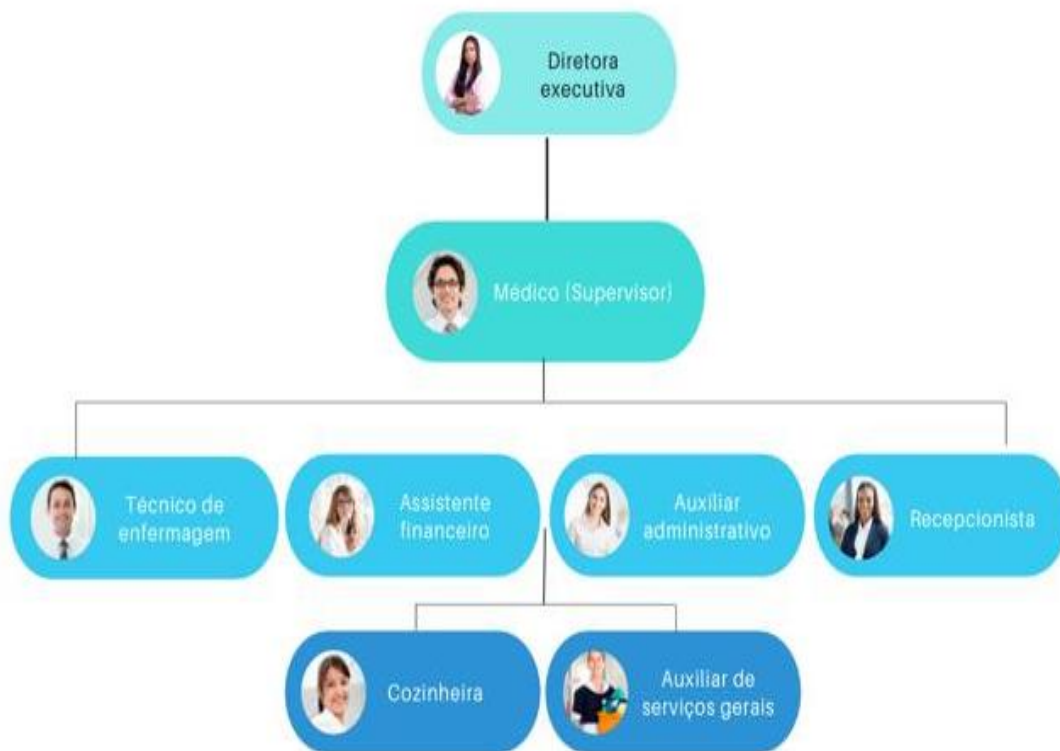 Diretora
executiva
Médico (Supervisor)
Técnico de
enfermagem
Assistente
financeiro
Auxiliar
administrativo
Recepcionista
Cozinheira
Auxiliar de
serviços gerais